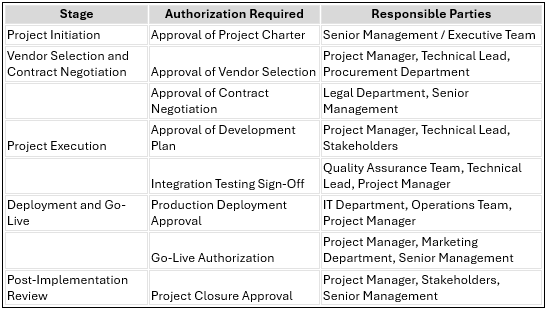 Stage Authorization Required Responsible Parties
Project Initiation Approval of Project Charter Senior Management / Executive Team
Vendor Selection and
Contract Negotiation Approval of Vendor Selection Project Manager, Technical Lead,
Procurement Department
Approval of Contract
Negotiation Legal Department, Senior
Management
Project Execution Approval of Development
Plan Project Manager, Technical Lead,
Stakeholders
Integration Testing Sign-Off Quality Assurance Team, Technical
Lead, Project Manager
Deployment and Go-
Live Production Deployment
Approval IT Department, Operations Team,
Project Manager
Go-Live Authorization Project Manager, Marketing
Department, Senior Management
Post-Implementation
Review Project Closure Approval Project Manager, Stakeholders,
Senior Management